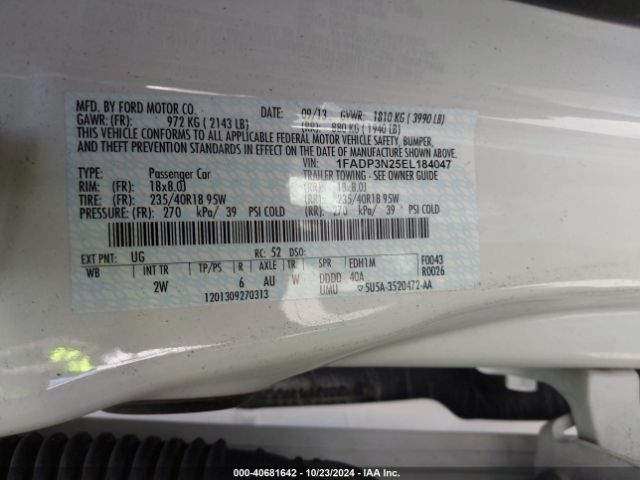 MFD. BY FORD MOTOR CO. DATE: 09/13 GVWR: 1810 KG ( 3990 LB)
GAWR: (FR): 972 KG ( 2143 LB) (RR): 880 KG ( 1940 LB)
THIS VEHICLE CONFORMS TO ALL APPLICABLE FEDERAL MOTOR VEHICLE SAFETY, BUMPER,
AND THEFT PREVENTION STANDARDS IN EFFECT ON THE DATE OF MANUFACTURE SHOWN ABOVE.
VIN: 1FADP3N25EL184047
TYPE: Passenger Car TRAILER TOWING - SEE OWNER GUIDE
RIM: (FR): 18x8.0J (RR): 18x8.0J
TIRE: (FR): 235/40R18 95W (RR): 235/40R18 95W
PRESSURE: (FR): 270 kPa/ 39 PSI COLD (RR): 270 kPa/ 39 PSI COLD
EXT PNT: UG RC: 52 DSO: F0043
WB INT TR TP/PS R AXLE TR SPR EDH1M R0026
2W 6 AU W DDDD 40A
1201309270313 UMU 5U5A-3520472-AA
000-40681642 - 10/23/2024 - IAA Inc.